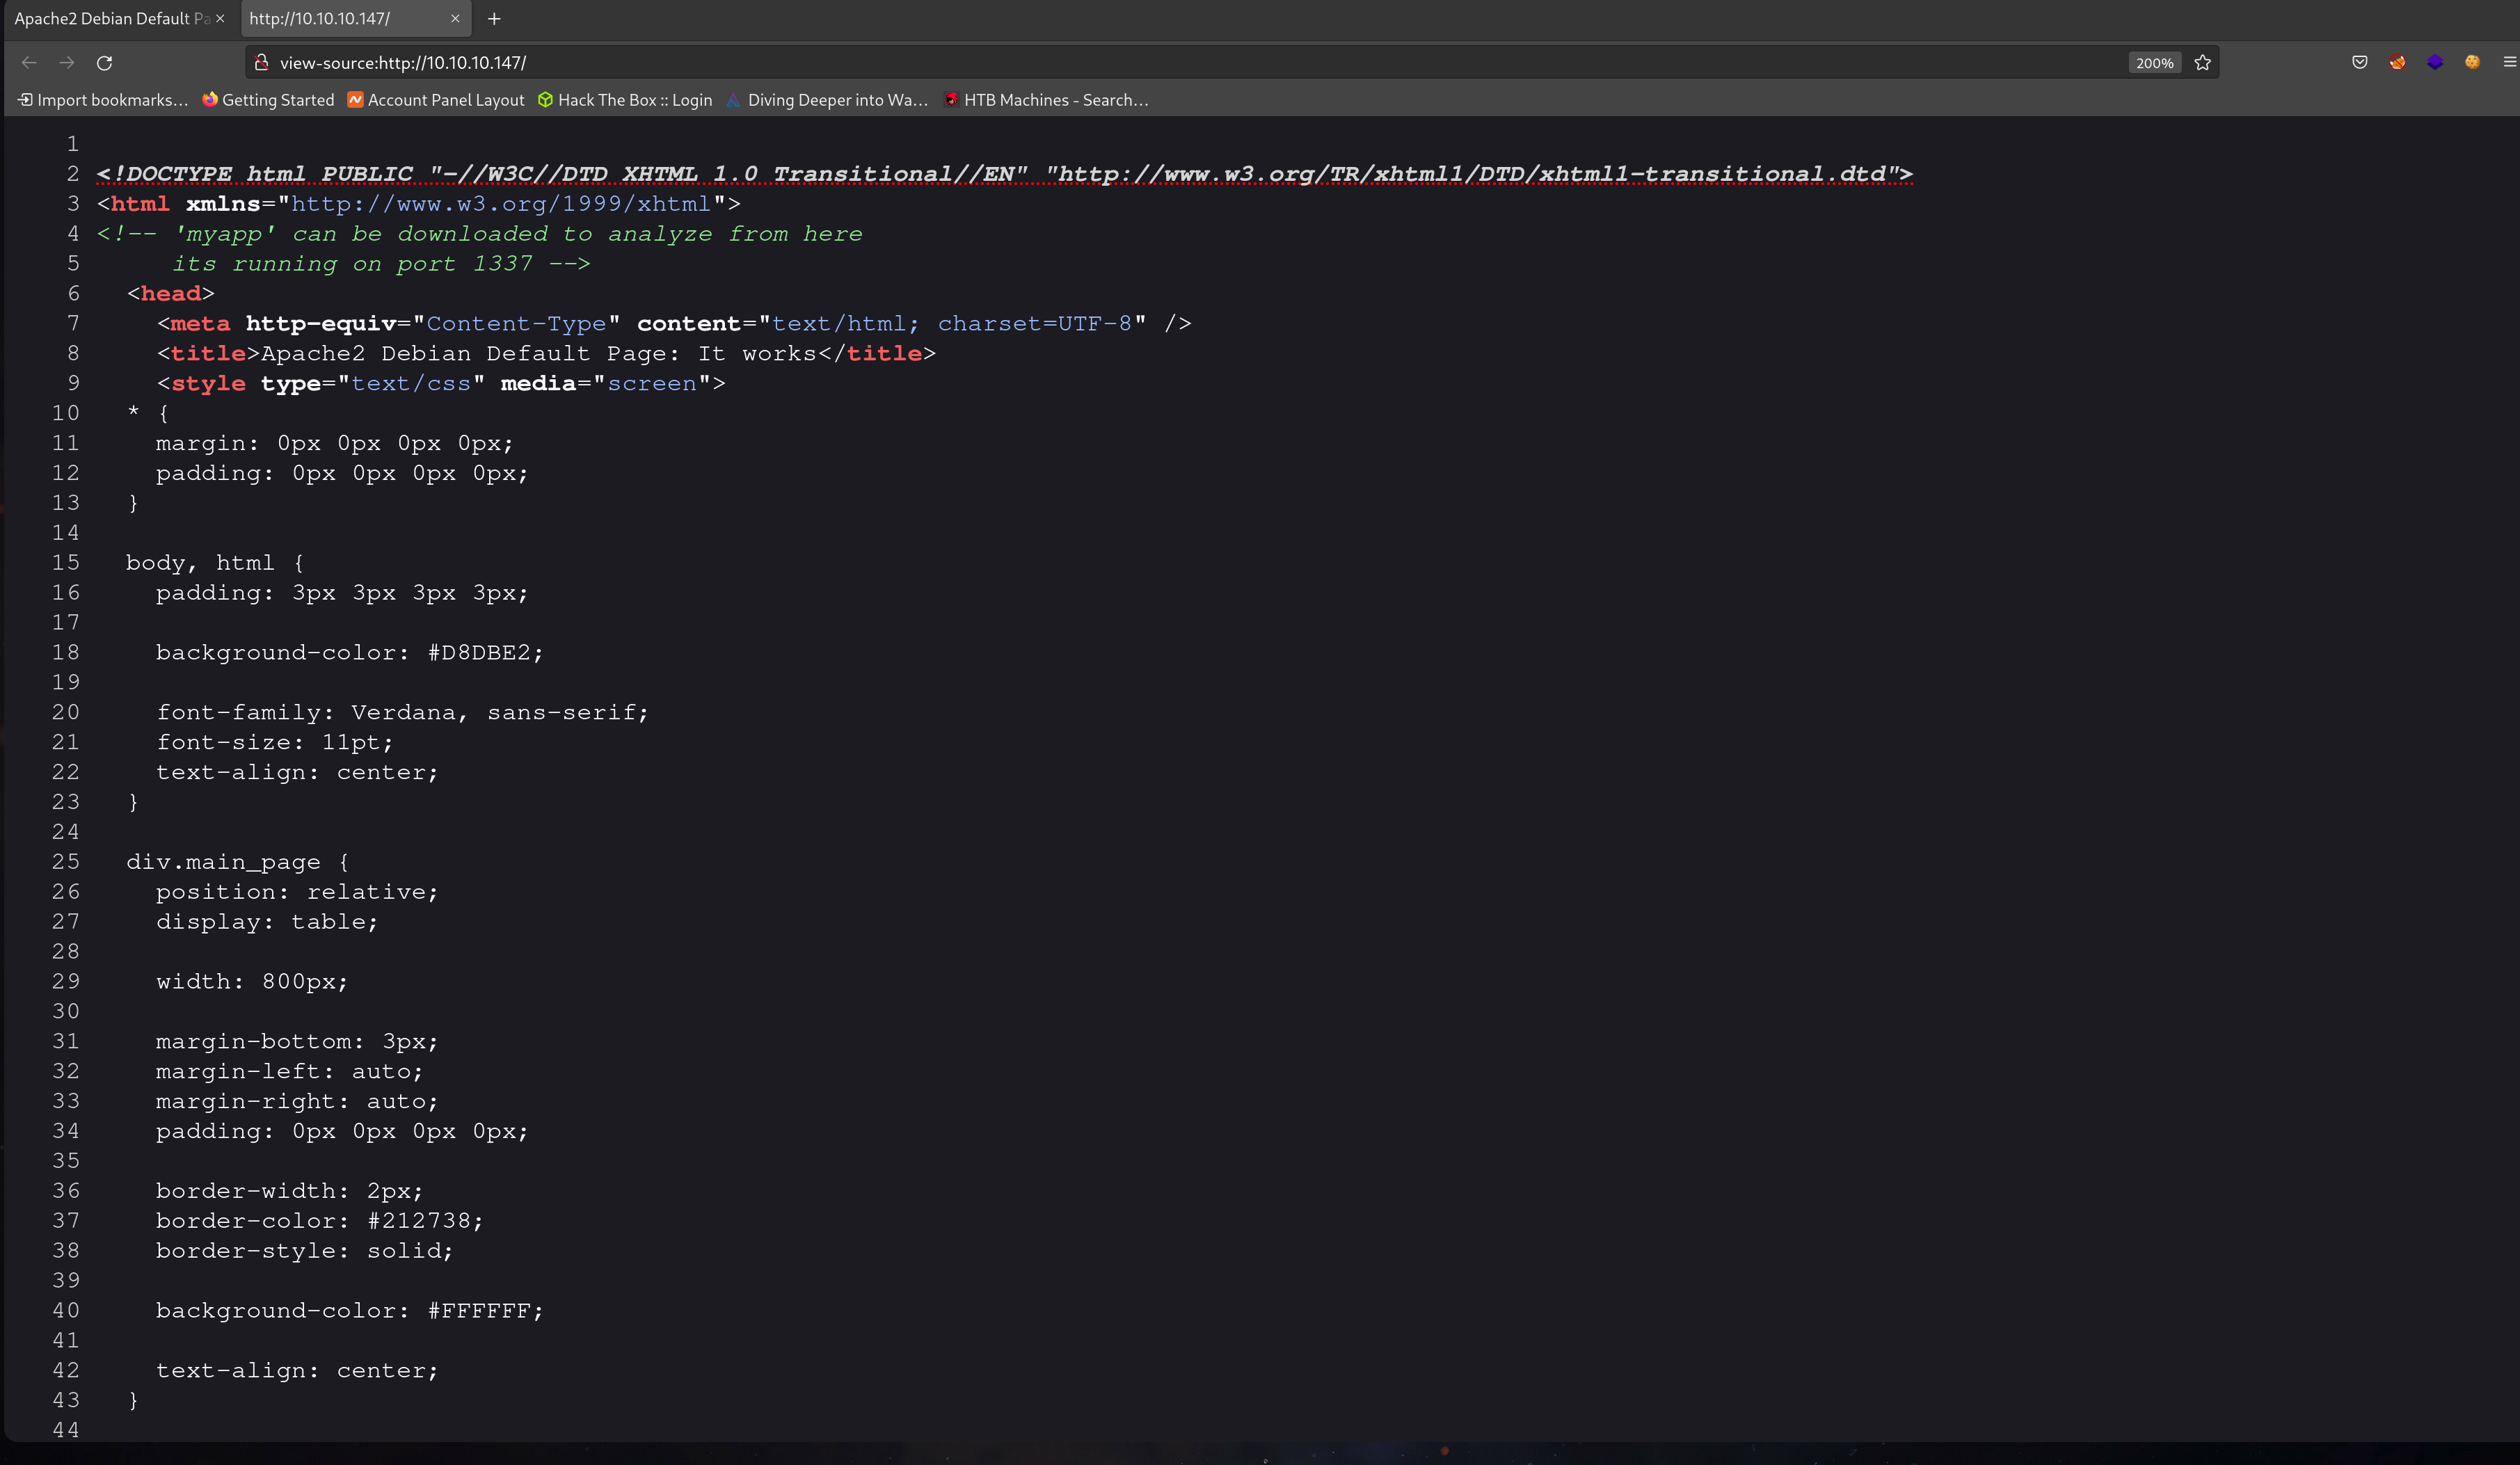 Apache2 Debian Default Pa
http://10.10.10.147/
view-source:http://10.10.10.147/
200%
Import bookmarks… Getting Started Account Panel Layout Hack The Box :: Login Diving Deeper into Wa… HTB Machines - Search…
1
2 <!DOCTYPE html PUBLIC "-//W3C//DTD XHTML 1.0 Transitional//EN" "http://www.w3.org/TR/xhtml1/DTD/xhtml1-transitional.dtd">
3 <html xmlns="http://www.w3.org/1999/xhtml">
4 <!-- 'myapp' can be downloaded to analyze from here
5 its running on port 1337 -->
6 <head>
7 <meta http-equiv="Content-Type" content="text/html; charset=UTF-8" />
8 <title>Apache2 Debian Default Page: It works</title>
9 <style type="text/css" media="screen">
10 * {
11 margin: 0px 0px 0px 0px;
12 padding: 0px 0px 0px 0px;
13 }
14
15 body, html {
16 padding: 3px 3px 3px 3px;
17
18 background-color: #D8DBE2;
19
20 font-family: Verdana, sans-serif;
21 font-size: 11pt;
22 text-align: center;
23 }
24
25 div.main_page {
26 position: relative;
27 display: table;
28
29 width: 800px;
30
31 margin-bottom: 3px;
32 margin-left: auto;
33 margin-right: auto;
34 padding: 0px 0px 0px 0px;
35
36 border-width: 2px;
37 border-color: #212738;
38 border-style: solid;
39
40 background-color: #FFFFFF;
41
42 text-align: center;
43 }
44